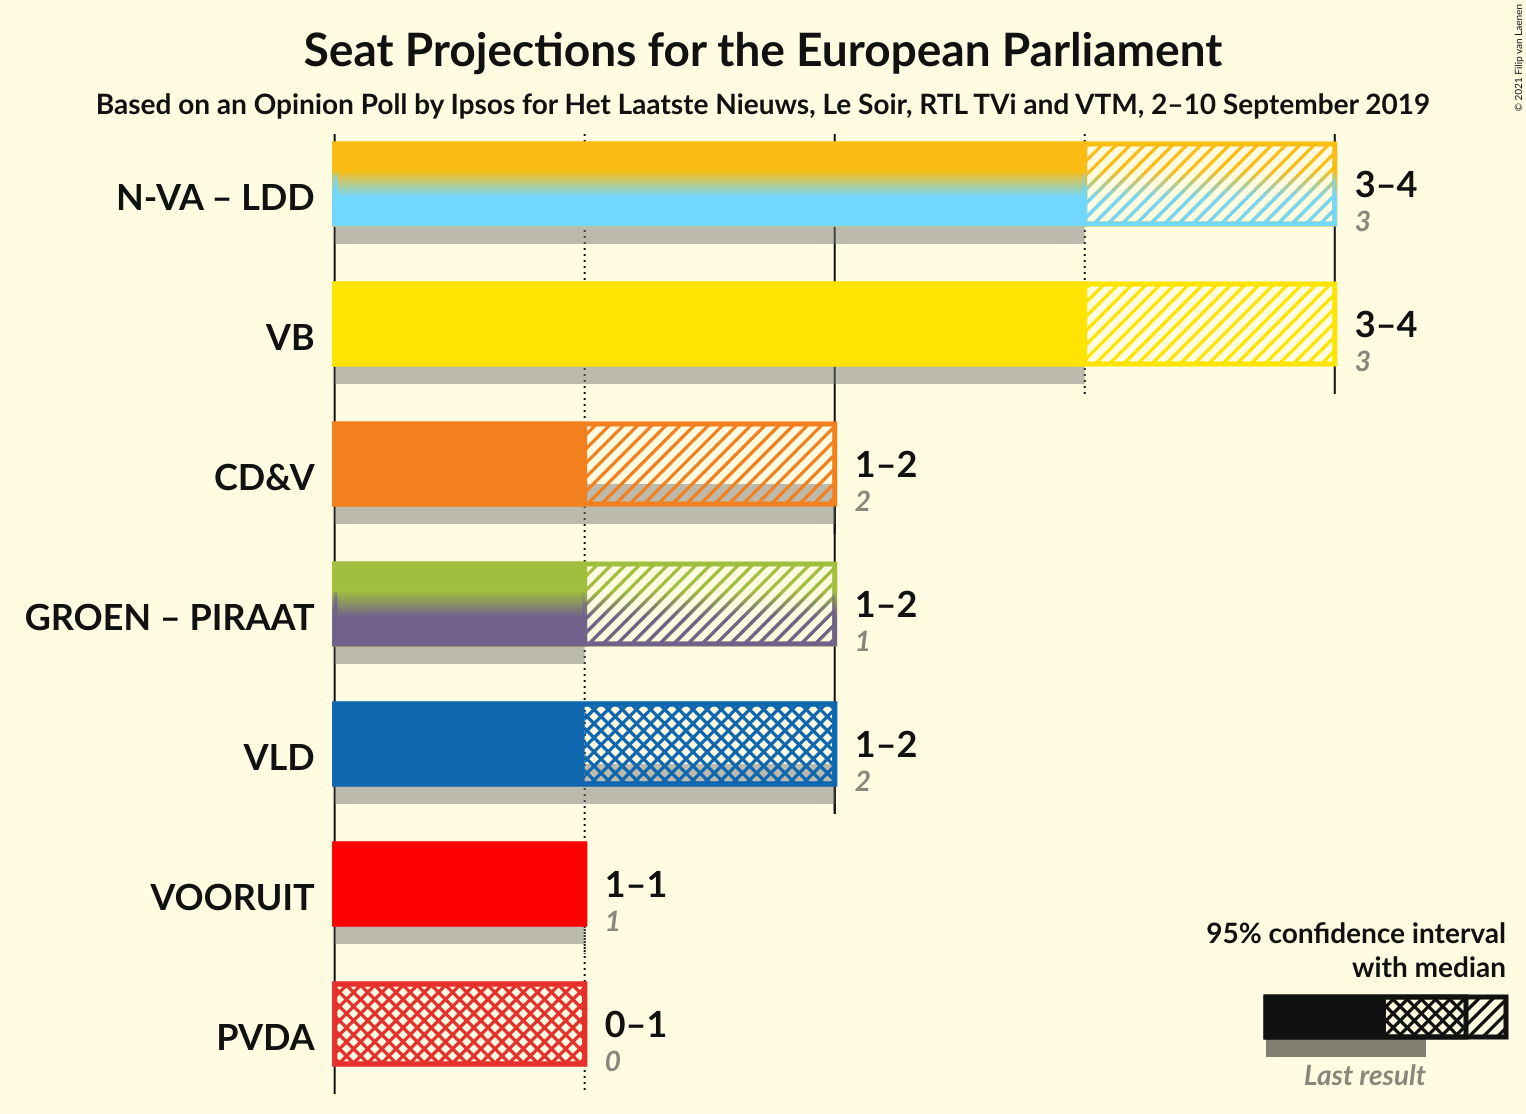 Seat Projections for the European Parliament
Based on an Opinion Poll by Ipsos for Het Laatste Nieuws, Le Soir, RTL TVi and VTM, 2–10 September 2019
© 2021 Filip van Laenen
N-VA – LDD
3–4
3
VB
3–4
3
CD&V
1–2
2
GROEN – PIRAAT
1–2
1
VLD
1–2
2
VOORUIT
1–1
1
PVDA
0–1
0
95% confidence interval
with median
Last result